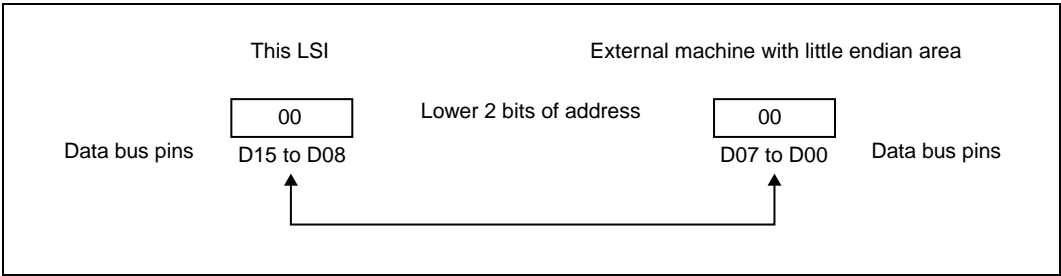 This LSI
External machine with little endian area
00
Lower 2 bits of address
00
Data bus pins
D15 to D08
D07 to D00
Data bus pins